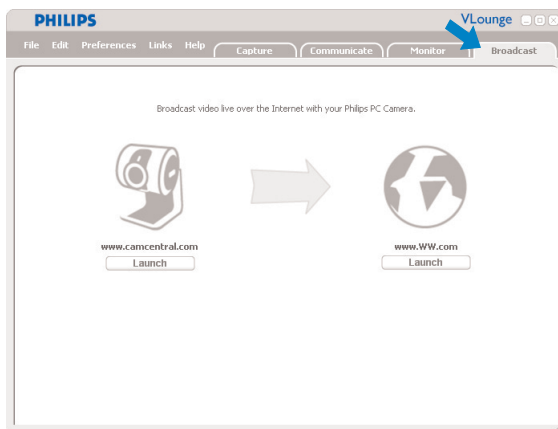 PHILIPS VLounge
File Edit Preferences Links Help Capture Communicate Monitor Broadcast
Broadcast video live over the Internet with your Philips PC Camera.
www.camcentral.com www.WW.com
Launch Launch